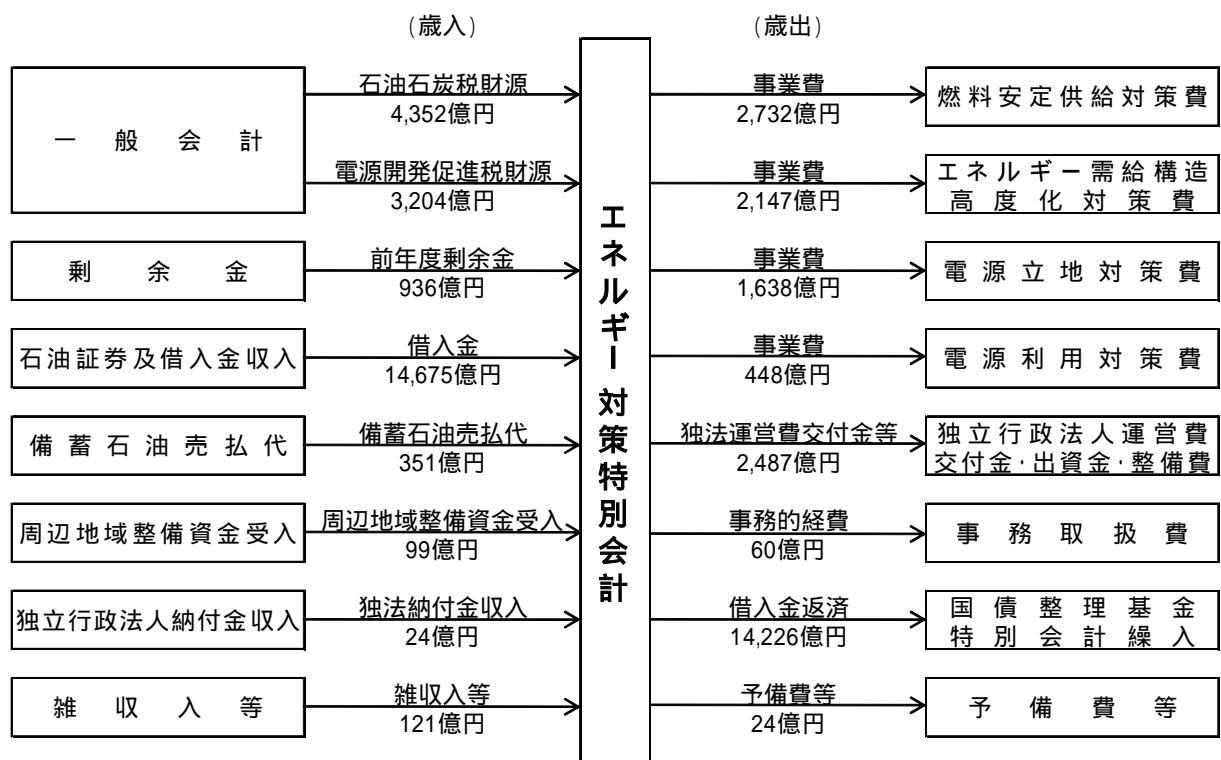 (歳入)
(歳出)
一般会計
石油石炭税財源
4,352億円
電源開発促進税財源
3,204億円
剰余金
前年度剰余金
936億円
石油証券及借入金収入
借入金
14,675億円
備蓄石油売払代
備蓄石油売払代
351億円
周辺地域整備資金受入
周辺地域整備資金受入
99億円
独立行政法人納付金収入
独法納付金収入
24億円
雑収入等
雑収入等
121億円
エネルギー対策特別会計
事業費
2,732億円
燃料安定供給対策費
事業費
2,147億円
エネルギー需給構造
高度化対策費
事業費
1,638億円
電源立地対策費
事業費
448億円
電源利用対策費
独法運営費交付金等
2,487億円
独立行政法人運営費
交付金・出資金・整備費
事務的経費
60億円
事務取扱費
借入金返済
14,226億円
国債整理基金
特別会計繰入
予備費等
24億円
予備費等